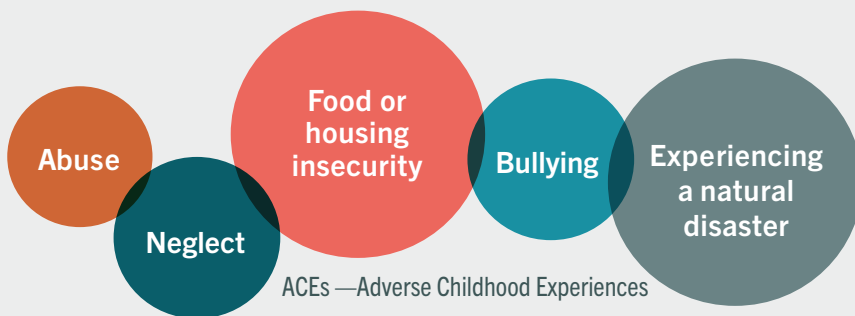 Abuse
Neglect
Food or
housing
insecurity
Bullying
Experiencing
a natural
disaster
ACEs —Adverse Childhood Experiences